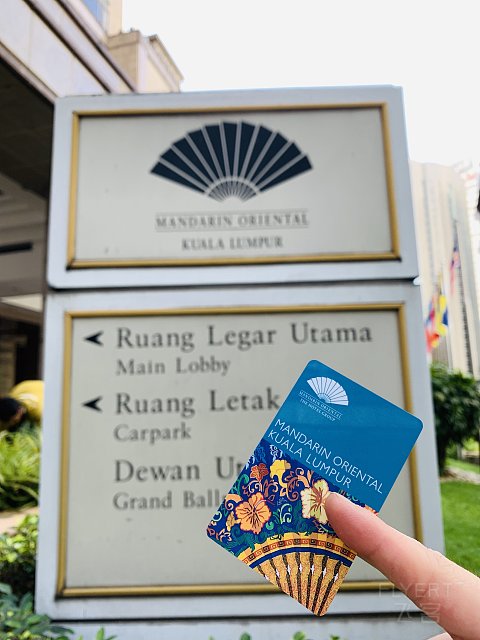 MANDARIN ORIENTAL
KUALA LUMPUR
Ruang Legar Utama
Main Lobby
Ruang Letak
Carpark
Dewan
Grand
MANDARIN ORIENTAL
THE HOTEL GROUP
MANDARIN ORIENTAL
KUALA LUMPUR
FLYERT